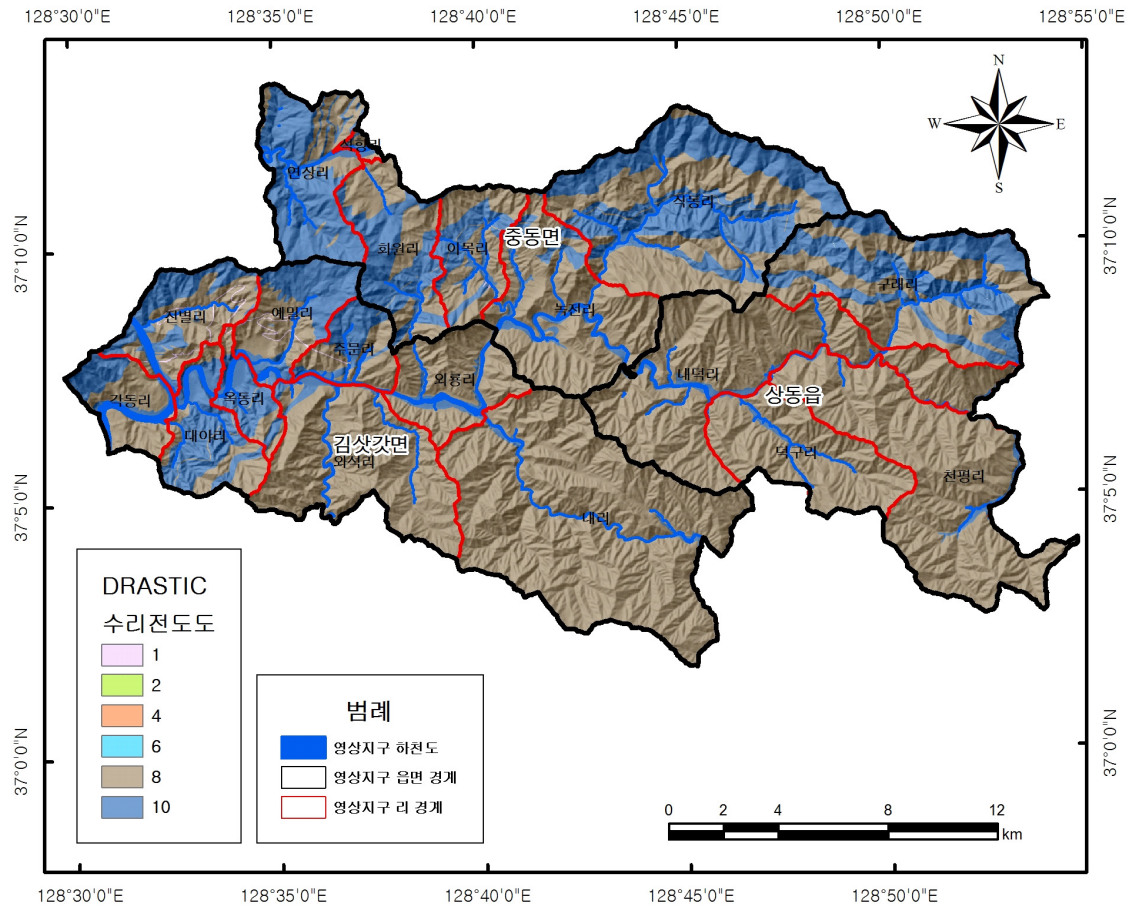 128°30'0"E 128°35'0"E 128°40'0"E 128°45'0"E 128°50'0"E 128°55'0"E
N
W E
S
석항리
연상리
직동리
37°10'0"N
중동면
화원리
이목리
37°10'0"N
구래리
녹전리
진별리
예밀리
주문리
외룡리
내덕리
각동리
옥동리
상동읍
대야리
김삿갓면
와석리
덕구리
천평리
37°5'0"N
37°5'0"N
내리
DRASTIC
수리전도도
1
2
4
6
8
10
범례
영상지구 하천도
영상지구 읍면 경계
영상지구 리 경계
37°0'0"N
37°0'0"N
0 2 4 8 12
km
128°30'0"E 128°35'0"E 128°40'0"E 128°45'0"E 128°50'0"E